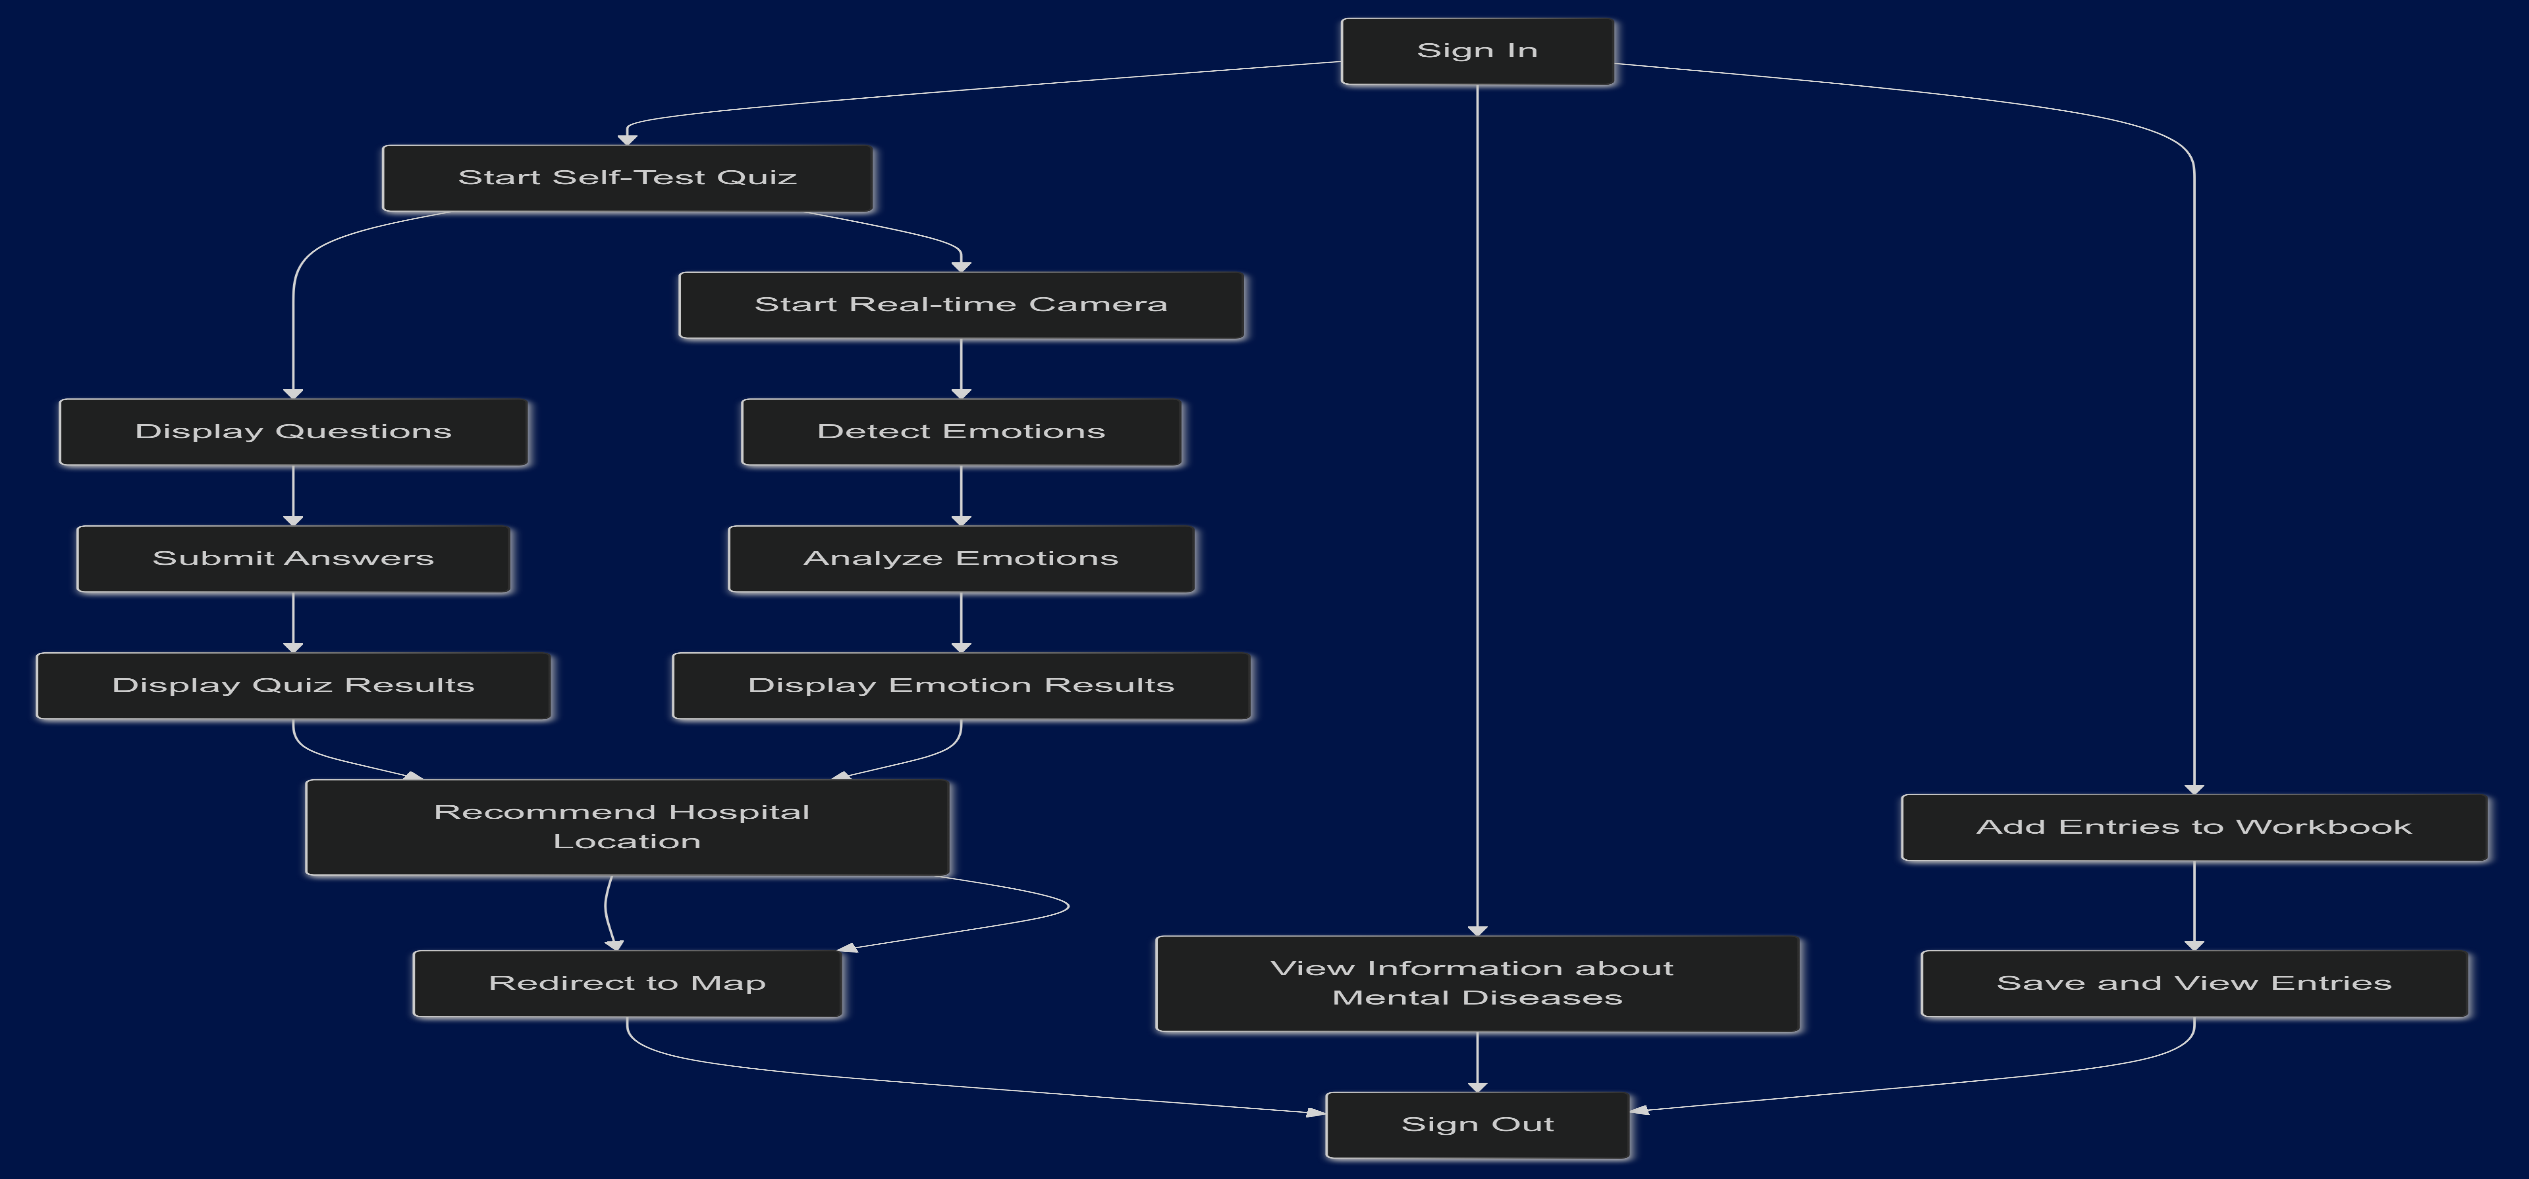 Sign In
Start Self-Test Quiz
Start Real-time Camera
Display Questions
Detect Emotions
Submit Answers
Analyze Emotions
Display Quiz Results
Display Emotion Results
Recommend Hospital
Location
Add Entries to Workbook
Redirect to Map
View Information about
Mental Diseases
Save and View Entries
Sign Out